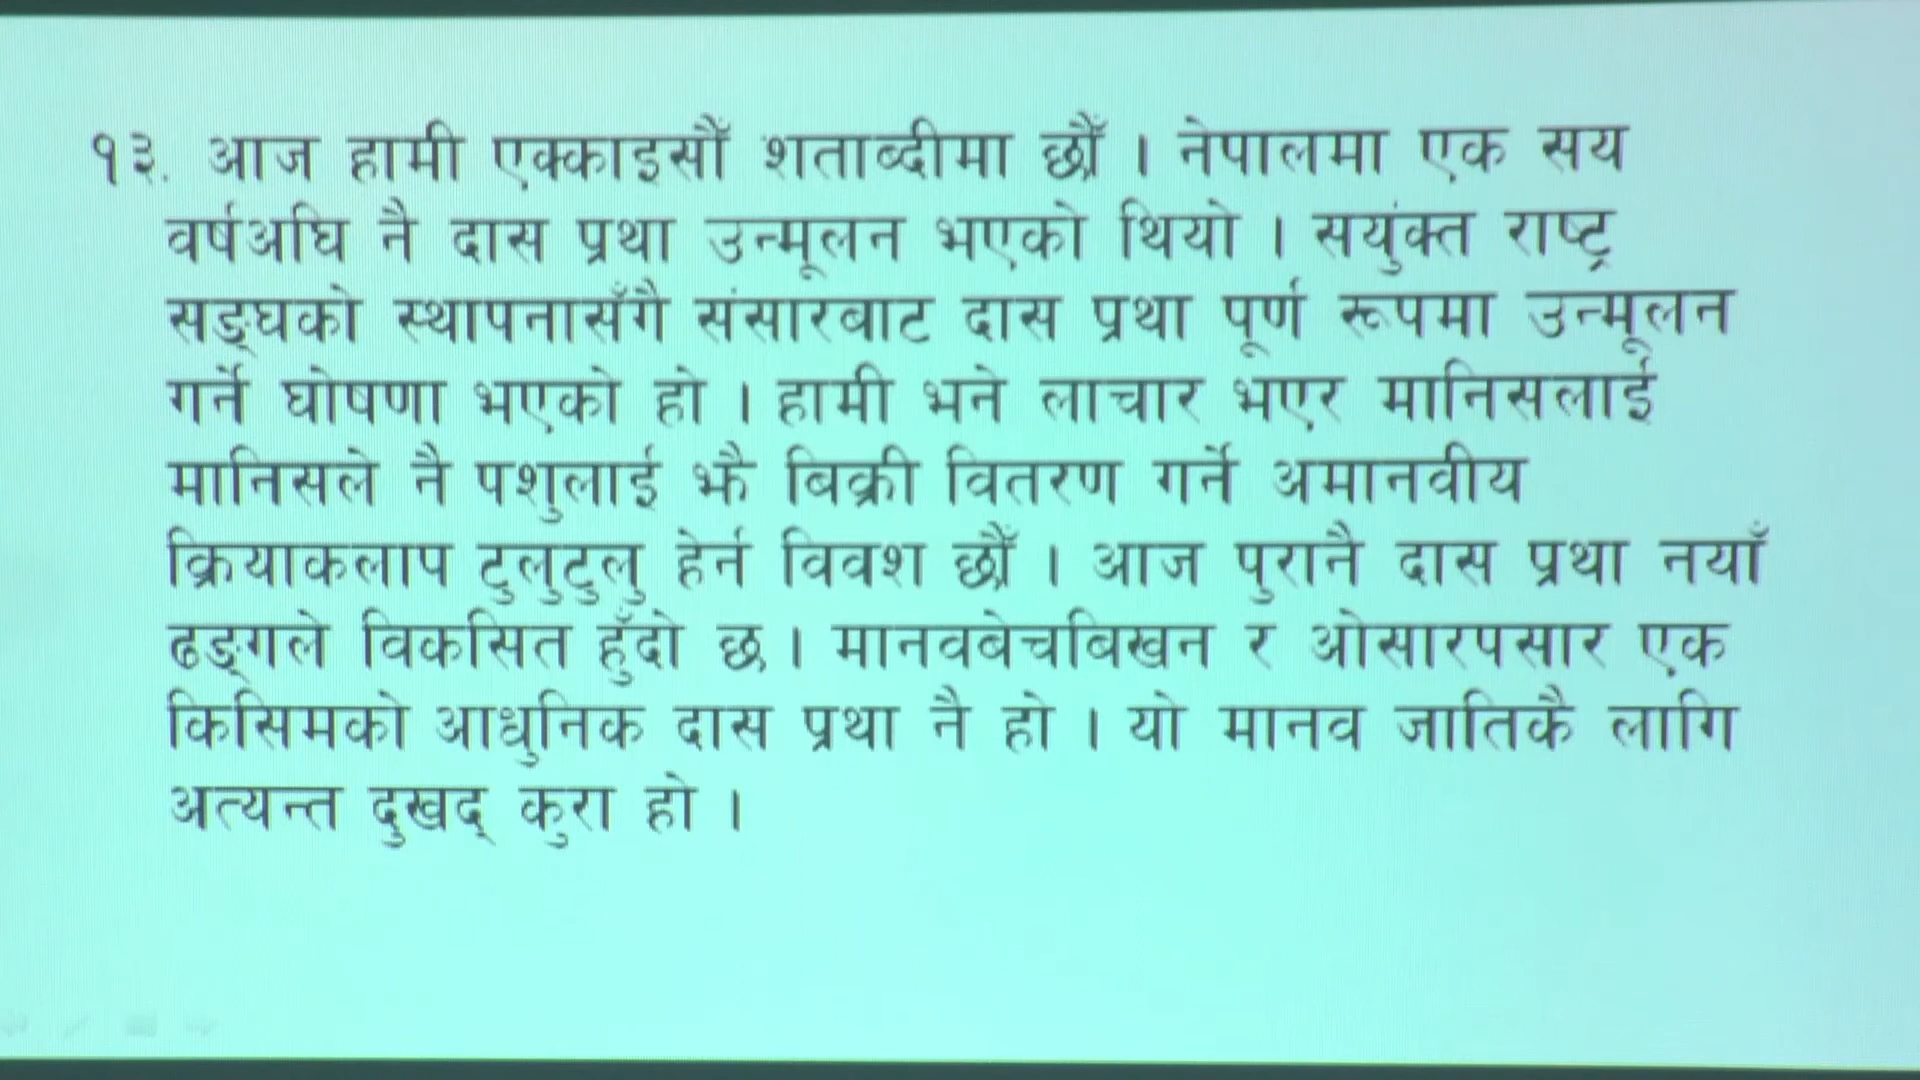 १३. आज हामी एक्काइसौँ शताब्दीमा छौँ । नेपालमा एक सय
वर्षअघि नै दास प्रथा उन्मूलन भएको थियो । सयुंक्त राष्ट्र
सङ्घको स्थापनासँगै संसारबाट दास प्रथा पूर्ण रूपमा उन्मूलन
गर्ने घोषणा भएको हो । हामी भने लाचार भएर मानिसलाई
मानिसले नै पशुलाई झै बिक्री वितरण गर्ने अमानवीय
क्रियाकलाप टुलुटुलु हेर्न विवश छौँ । आज पुरानै दास प्रथा नयाँ
ढङ्गले विकसित हुँदो छ । मानवबेचबिखन र ओसारपसार एक
किसिमको आधुनिक दास प्रथा नै हो । यो मानव जातिकै लागि
अत्यन्त दुखद् कुरा हो ।